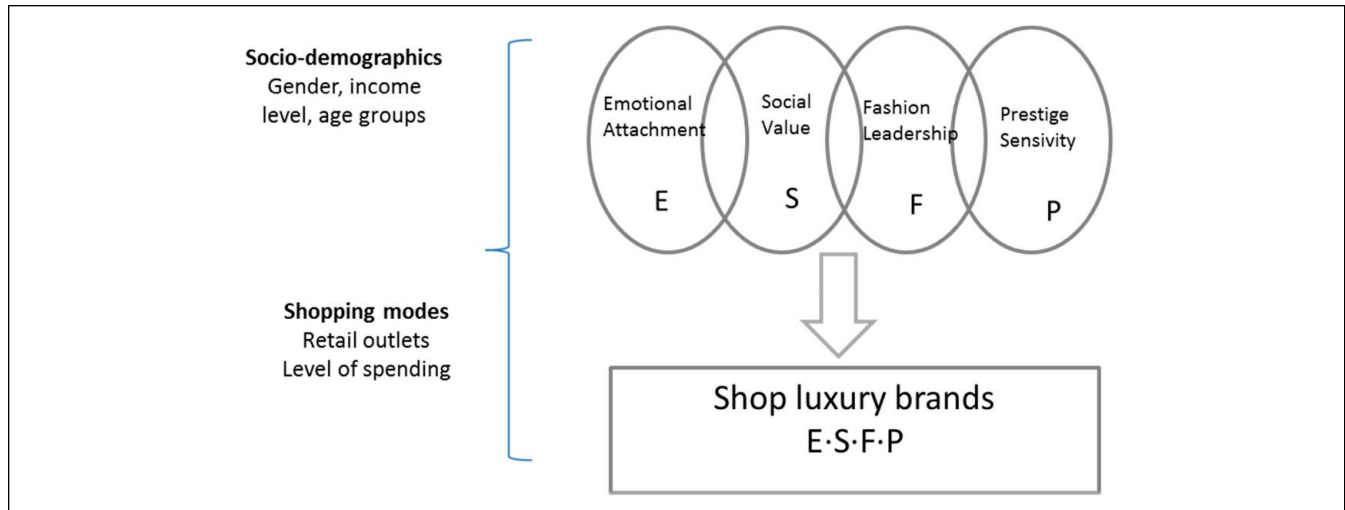 Socio-demographics
Gender, income
level, age groups
Shopping modes
Retail outlets
Level of spending
Emotional
Attachment
E
Social
Value
S
Fashion
Leadership
F
Prestige
Sensivity
P
Shop luxury brands
E·S·F·P